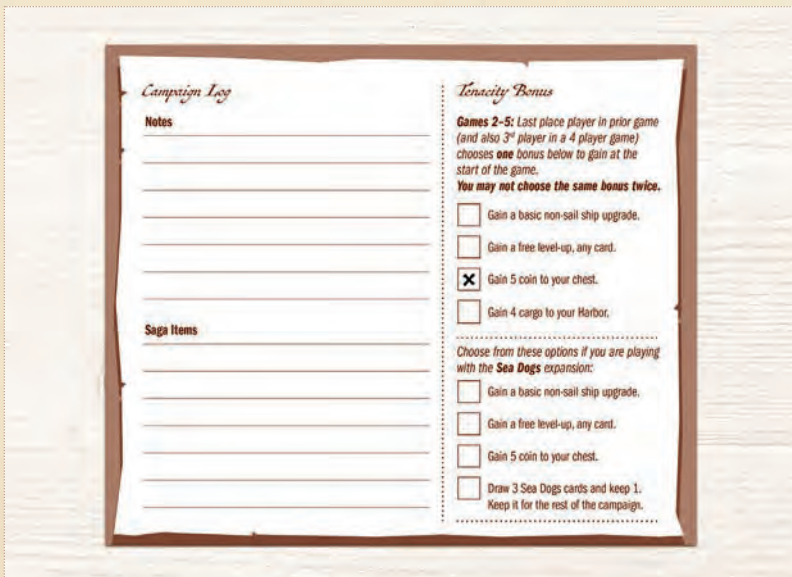 Campaign Log
Notes
Saga Items
Tenacity Bonus
Games 2–5: Last place player in prior game
(and also 3rd player in a 4 player game)
chooses one bonus below to gain at the
start of the game.
You may not choose the same bonus twice.
Gain a basic non-sail ship upgrade.
Gain a free level-up, any card.
Gain 5 coin to your chest.
Gain 4 cargo to your Harbor.
Choose from these options if you are playing
with the Sea Dogs expansion:
Gain a basic non-sail ship upgrade.
Gain a free level-up, any card.
Gain 5 coin to your chest.
Draw 3 Sea Dogs cards and keep 1.
Keep it for the rest of the campaign.